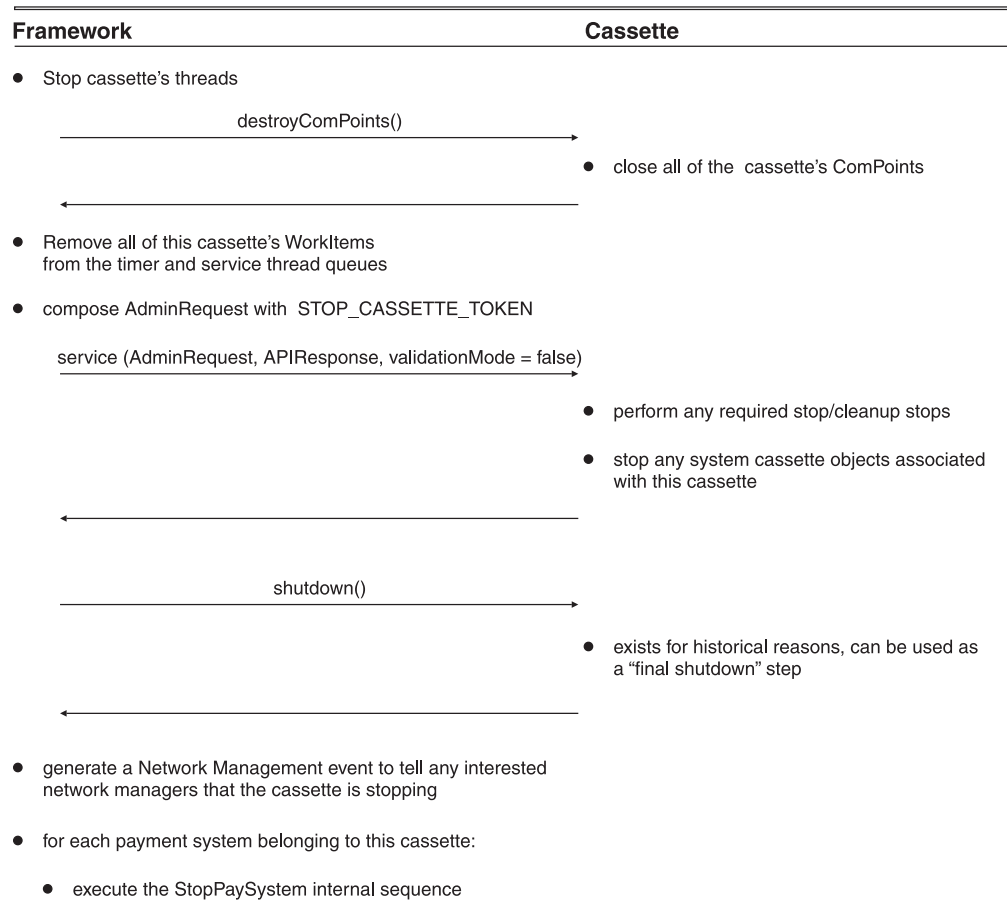 Framework Cassette
● Stop cassette's threads
destroyComPoints()
● close all of the cassette's ComPoints
● Remove all of this cassette's WorkItems
from the timer and service thread queues
● compose AdminRequest with STOP_CASSETTE_TOKEN
service (AdminRequest, APIResponse, validationMode = false)
● perform any required stop/cleanup stops
● stop any system cassette objects associated
with this cassette
shutdown()
● exists for historical reasons, can be used as
a “final shutdown” step
● generate a Network Management event to tell any interested
network managers that the cassette is stopping
● for each payment system belonging to this cassette:
● execute the StopPaySystem internal sequence